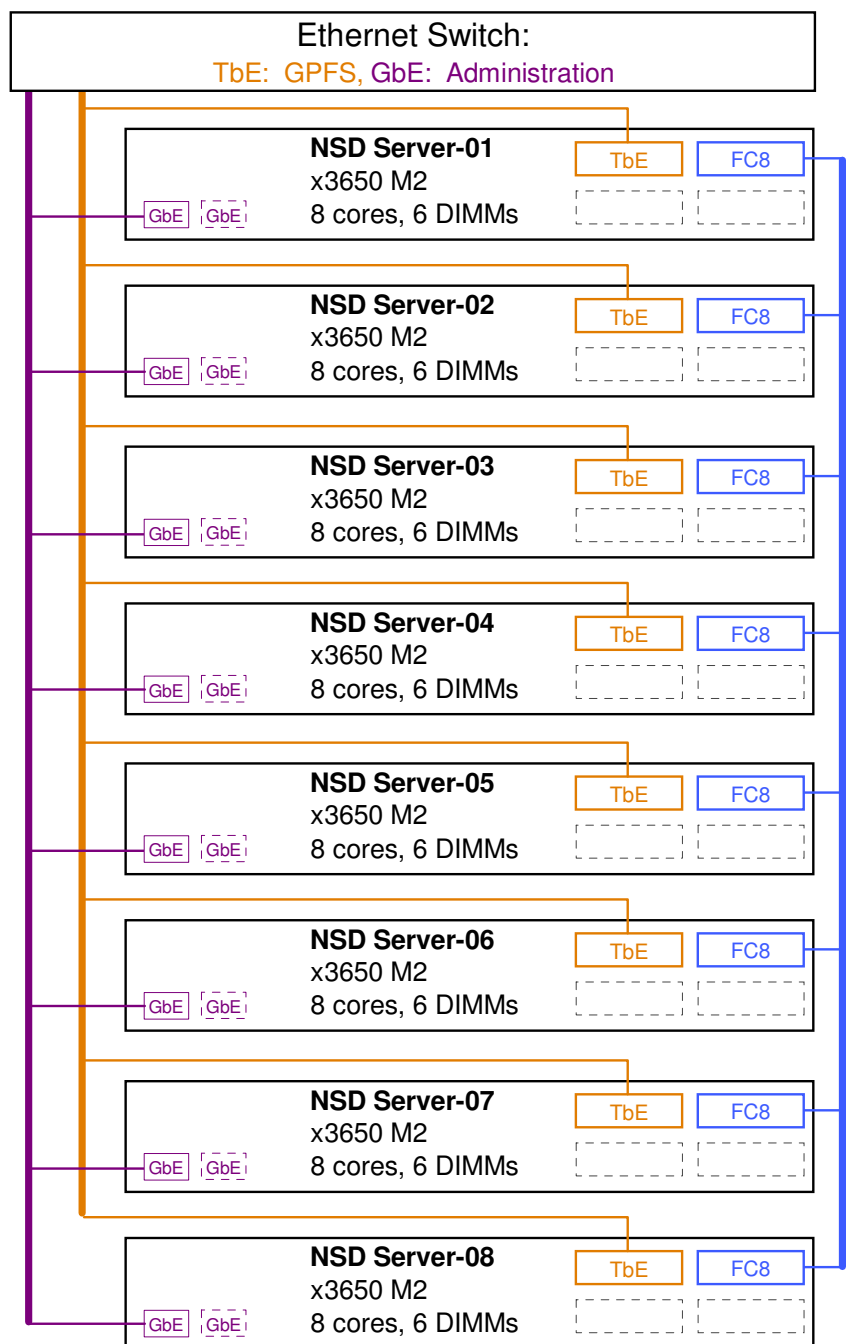 Ethernet Switch:
TbE: GPFS, GbE: Administration
NSD Server-01
TbE FC8
x3650 M2
GbE GbE 8 cores, 6 DIMMs
NSD Server-02
TbE FC8
x3650 M2
GbE GbE 8 cores, 6 DIMMs
NSD Server-03
TbE FC8
x3650 M2
GbE GbE 8 cores, 6 DIMMs
NSD Server-04
TbE FC8
x3650 M2
GbE GbE 8 cores, 6 DIMMs
NSD Server-05
TbE FC8
x3650 M2
GbE GbE 8 cores, 6 DIMMs
NSD Server-06
TbE FC8
x3650 M2
GbE GbE 8 cores, 6 DIMMs
NSD Server-07
TbE FC8
x3650 M2
GbE GbE 8 cores, 6 DIMMs
NSD Server-08
TbE FC8
x3650 M2
GbE GbE 8 cores, 6 DIMMs